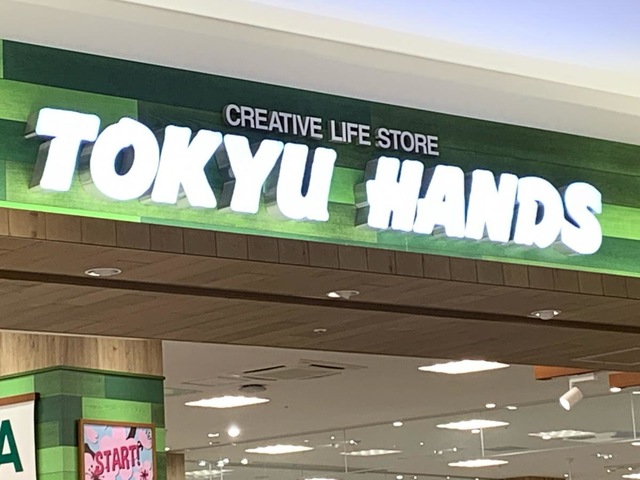 CREATIVE LIFE STORE
TOKYU HANDS
A
START!